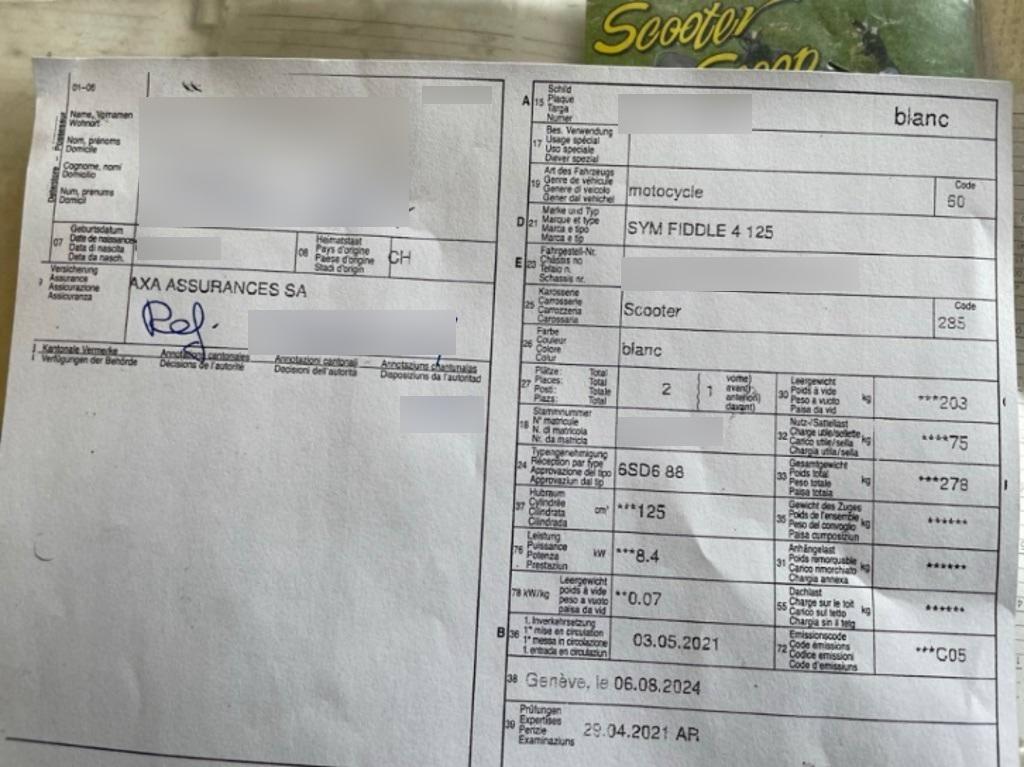 Scooter
01-06
Name, Vornamen
Wohnort
Nom, prénoms
Domicile
Cognome, nomi
Domicilio
Num, prenums
Domicil
07
Geburtsdatum
Date de naissance
Data di nascita
Data da nasch.
08
Heimatstaat
Pays d'origine
Paese d'origine
Stadi d'origin
CH
Versicherung
Assurance
Assicurazione
Assicuranza
AXA ASSURANCES SA
Ref.
Kantonale Vermerke
Verfügungen der Behörde
Annotations cantonales
Décisions de l'autorité
Annotazioni cantonali
Decisioni dell'autorità
Annotaziuns chantunalas
Disposiziuns da l'autoritad
A 15
Schild
Plaque
Targa
Numer
blanc
17
Bes. Verwendung
Usage spécial
Uso speciale
Diever spezial
19
Art des Fahrzeugs
Genre de véhicule
Genere di veicolo
Gener dal vehichel
motocycle
Code
60
D 21
Marke und Typ
Marque et type
Marca e tipo
Marca e tip
SYM FIDDLE 4 125
E 23
Fahrgestell-Nr.
Châssis no
Telaio n.
Schassis nr.
25
Karosserie
Carrosserie
Carrozzeria
Carossaria
Scooter
Code
285
26
Farbe
Couleur
Colore
Colur
blanc
27
Plätze: Total
Places: Total
Posti: Totale
Plazs: Total
2
1
vorne)
avant)
anteriori)
davant)
30
Leergewicht
Poids à vide
Peso a vuoto
Paisa da vid
kg
***203
18
Stammnummer
N° matricule
N. di matricola
Nr. da matricla
32
Nutz-/Sattellast
Charge utile/sellette
Carico utile/sella
Chargia utila/sella
kg
****75
24
Typengenehmigung
Réception par type
Approvazione del tipo
Approvaziun dal tip
6SD6 88
33
Gesamtgewicht
Poids total
Peso totale
Paisa totala
kg
***278
37
Hubraum
Cylindrée
Cilindrata
Cilindrada
cm³
***125
35
Gewicht des Zuges
Poids de l'ensemble
Peso del convoglio
Paisa cumposiziun
kg
******
76
Leistung
Puissance
Potenza
Prestaziun
kW
***8.4
31
Anhängelast
Poids remorquable
Carico rimorchiato
Chargia annexa
kg
******
78 kW/kg
Leergewicht
poids à vide
peso a vuoto
paisa da vid
**0.07
55
Dachlast
Charge sur le toit
Carico sul tetto
Chargia sin il tetg
kg
******
B 36
1. Inverkehrsetzung
1re mise en circulation
1a messa in circolazione
1. entrada en circulaziun
03.05.2021
72
Emissionscode
Code émissions
Codice emissioni
Code d'emissiuns
***C05
38
Genève, le 06.08.2024
39
Prüfungen
Expertises
Perizie
Examinaziuns
29.04.2021 AR